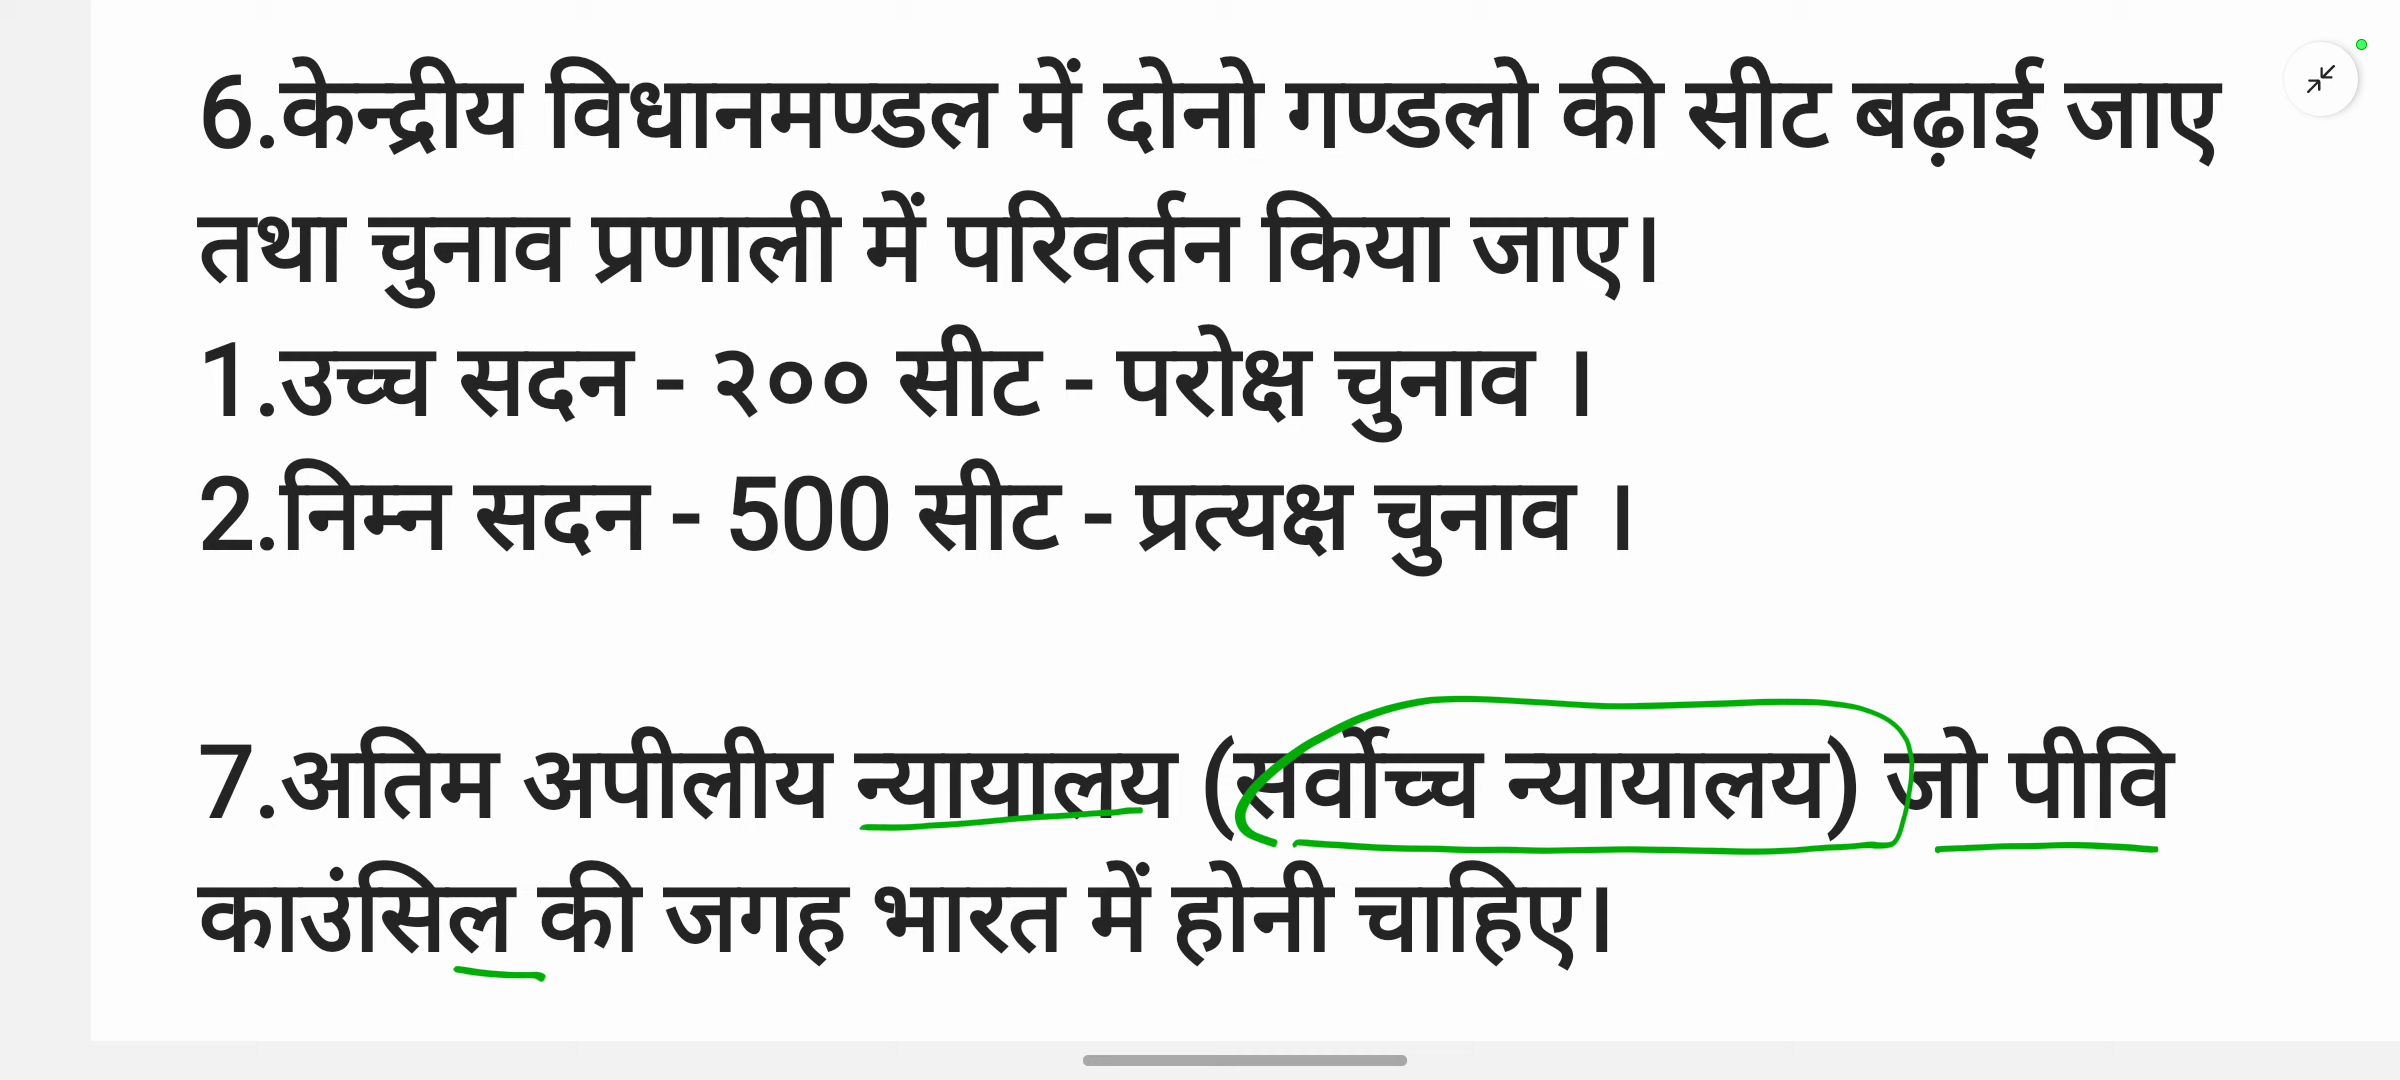 6.केन्द्रीय विधानमण्डल में दोनो गण्डलो की सीट बढ़ाई जाए
तथा चुनाव प्रणाली में परिवर्तन किया जाए।
1.उच्च सदन - २०० सीट - परोक्ष चुनाव ।
2.निम्न सदन - 500 सीट - प्रत्यक्ष चुनाव ।
7.अतिम अपीलीय न्यायालय (सर्वोच्च न्यायालय) जो पीवि
काउंसिल की जगह भारत में होनी चाहिए।